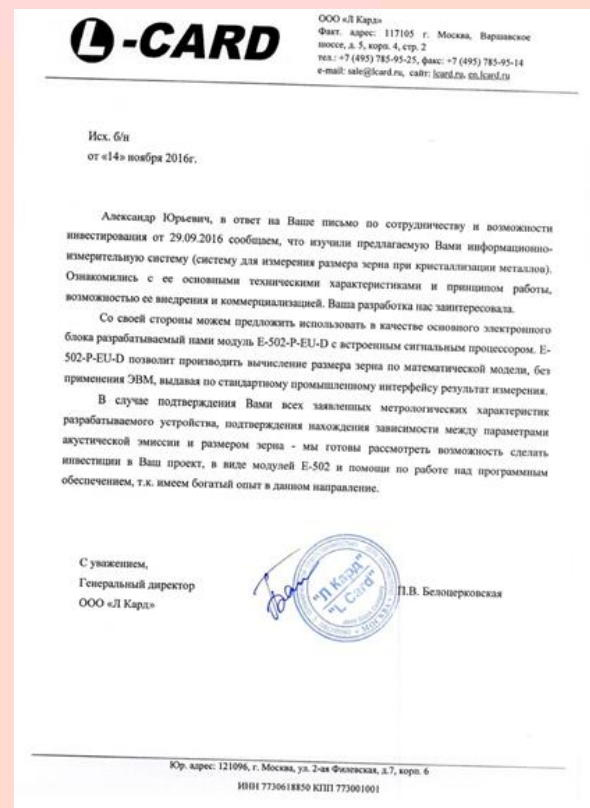 L-CARD
ООО «Л Кард»
Факт. адрес: 117105 г. Москва, Варшавское
шоссе, д. 5, корп. 4, стр. 2
тел.: +7 (495) 785-95-25, факс: +7 (495) 785-95-14
e-mail: sale@lcard.ru, сайт: lcard.ru, en.lcard.ru
Исх. б/н
от «14» ноября 2016г.
Александр Юрьевич, в ответ на Ваше письмо по сотрудничеству и возможности
инвестирования от 29.09.2016 сообщаем, что изучили предлагаемую Вами информационно-
измерительную систему (систему для измерения размера зерна при кристаллизации металлов).
Ознакомились с ее основными техническими характеристиками и принципом работы,
возможностью ее внедрения и коммерциализацией. Ваша разработка нас заинтересовала.
Со своей стороны можем предложить использовать в качестве основного электронного
блока разрабатываемый нами модуль E-502-P-EU-D с встроенным сигнальным процессором. E-
502-P-EU-D позволит производить вычисление размера зерна по математической модели, без
применения ЭВМ, выдавая по стандартному промышленному интерфейсу результат измерения.
В случае подтверждения Вами всех заявленных метрологических характеристик
разрабатываемого устройства, подтверждения нахождения зависимости между параметрами
акустической эмиссии и размером зерна - мы готовы рассмотреть возможность сделать
инвестиции в Ваш проект, в виде модулей E-502 и помощи по работе над программным
обеспечением, т.к. имеем богатый опыт в данном направление.
С уважением,
Генеральный директор
ООО «Л Кард»
"Л Кард"
"L Card"
МОСКВА
П.В. Белоцерковская
Юр. адрес: 121096, г. Москва, ул. 2-ая Филевская, д.7, корп. 6
ИНН 7730618850 КПП 773001001